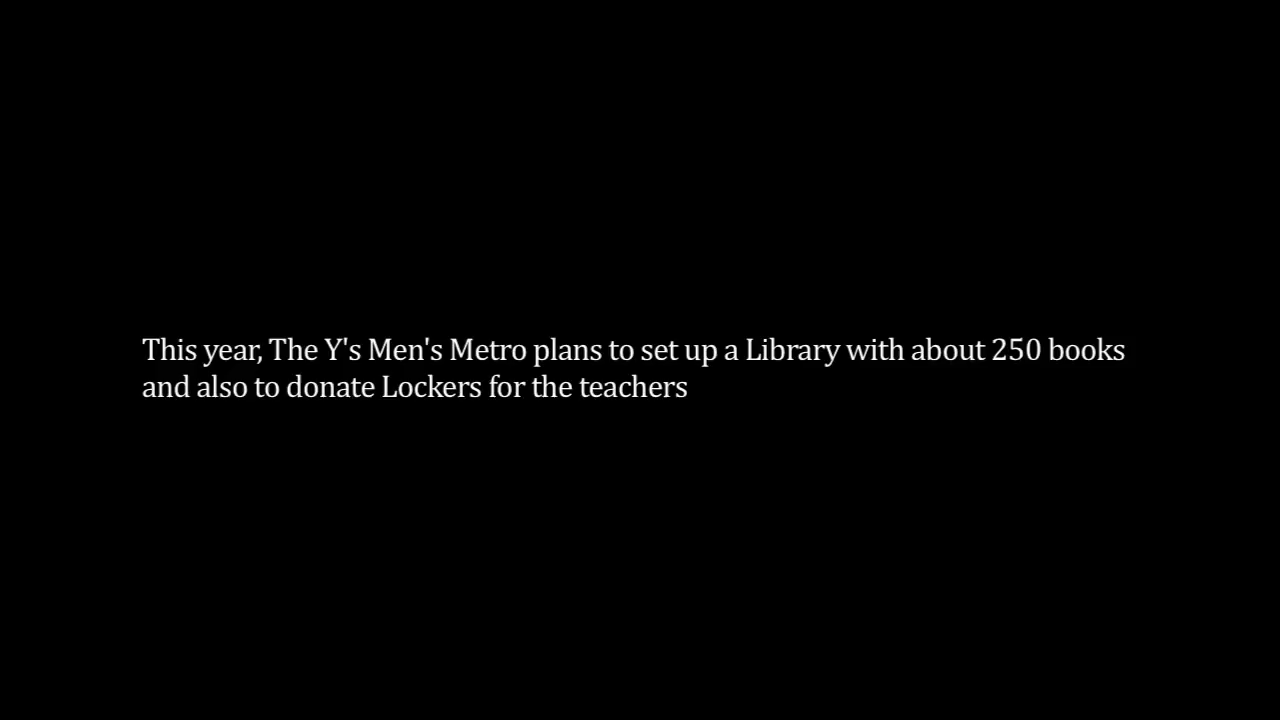 This year, The Y's Men's Metro plans to set up a Library with about 250 books
and also to donate Lockers for the teachers